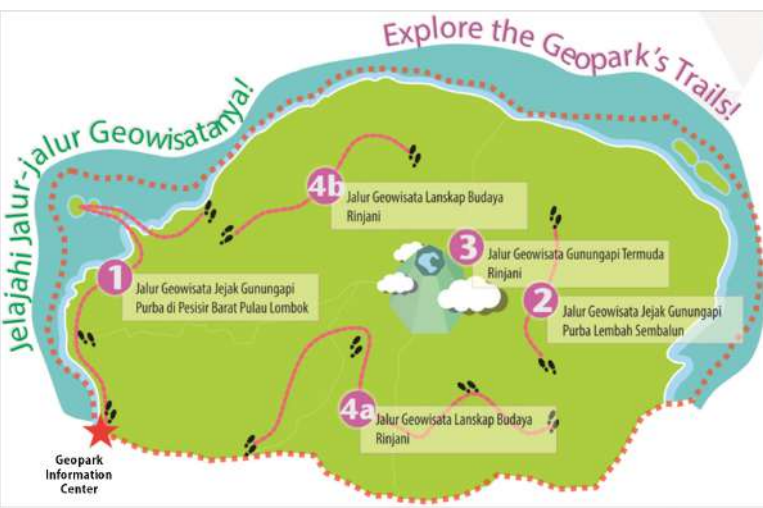 Explore the Geopark's Trails!
Jelajahi Jalur-jalur Geowisatanya!
4b
Jalur Geowisata Lanskap Budaya
Rinjani
3
Jalur Geowisata Gunungapi Termuda
Rinjani
1
Jalur Geowisata Jejak Gunungapi
Purba di Pesisir Barat Pulau Lombok
2
Jalur Geowisata Jejak Gunungapi
Purba Lembah Sembalun
4a
Jalur Geowisata Lanskap Budaya
Rinjani
Geopark
Information
Center